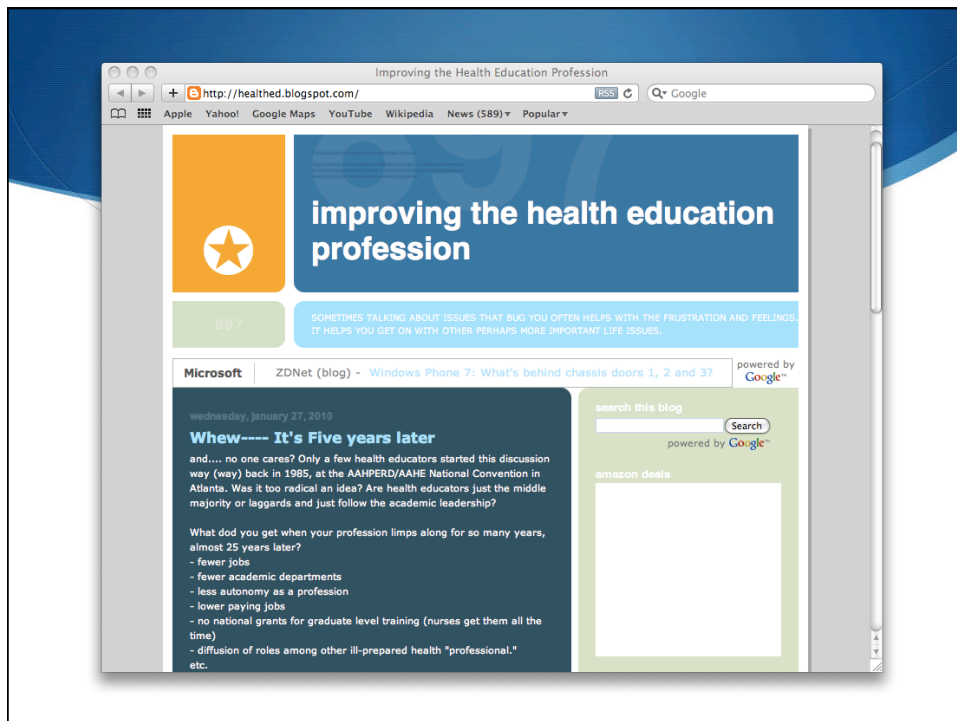 Improving the Health Education Profession
http://healthed.blogspot.com/
RSS
Google
Apple Yahoo! Google Maps YouTube Wikipedia News (589) Popular
897
improving the health education
profession
897
SOMETIMES TALKING ABOUT ISSUES THAT BUG YOU OFTEN HELPS WITH THE FRUSTRATION AND FEELINGS.
IT HELPS YOU GET ON WITH OTHER PERHAPS MORE IMPORTANT LIFE ISSUES.
Microsoft ZDNet (blog) - Windows Phone 7: What's behind chassis doors 1, 2 and 3?
powered by
Google™
wednesday, january 27, 2010
Whew---- It's Five years later
and.... no one cares? Only a few health educators started this discussion
way (way) back in 1985, at the AAHPERD/AAHE National Convention in
Atlanta. Was it too radical an idea? Are health educators just the middle
majority or laggards and just follow the academic leadership?
What dod you get when your profession limps along for so many years,
almost 25 years later?
- fewer jobs
- fewer academic departments
- less autonomy as a profession
- lower paying jobs
- no national grants for graduate level training (nurses get them all the
time)
- diffusion of roles among other ill-prepared health "professional."
etc.
search this blog
Search
powered by Google™
amazon deals